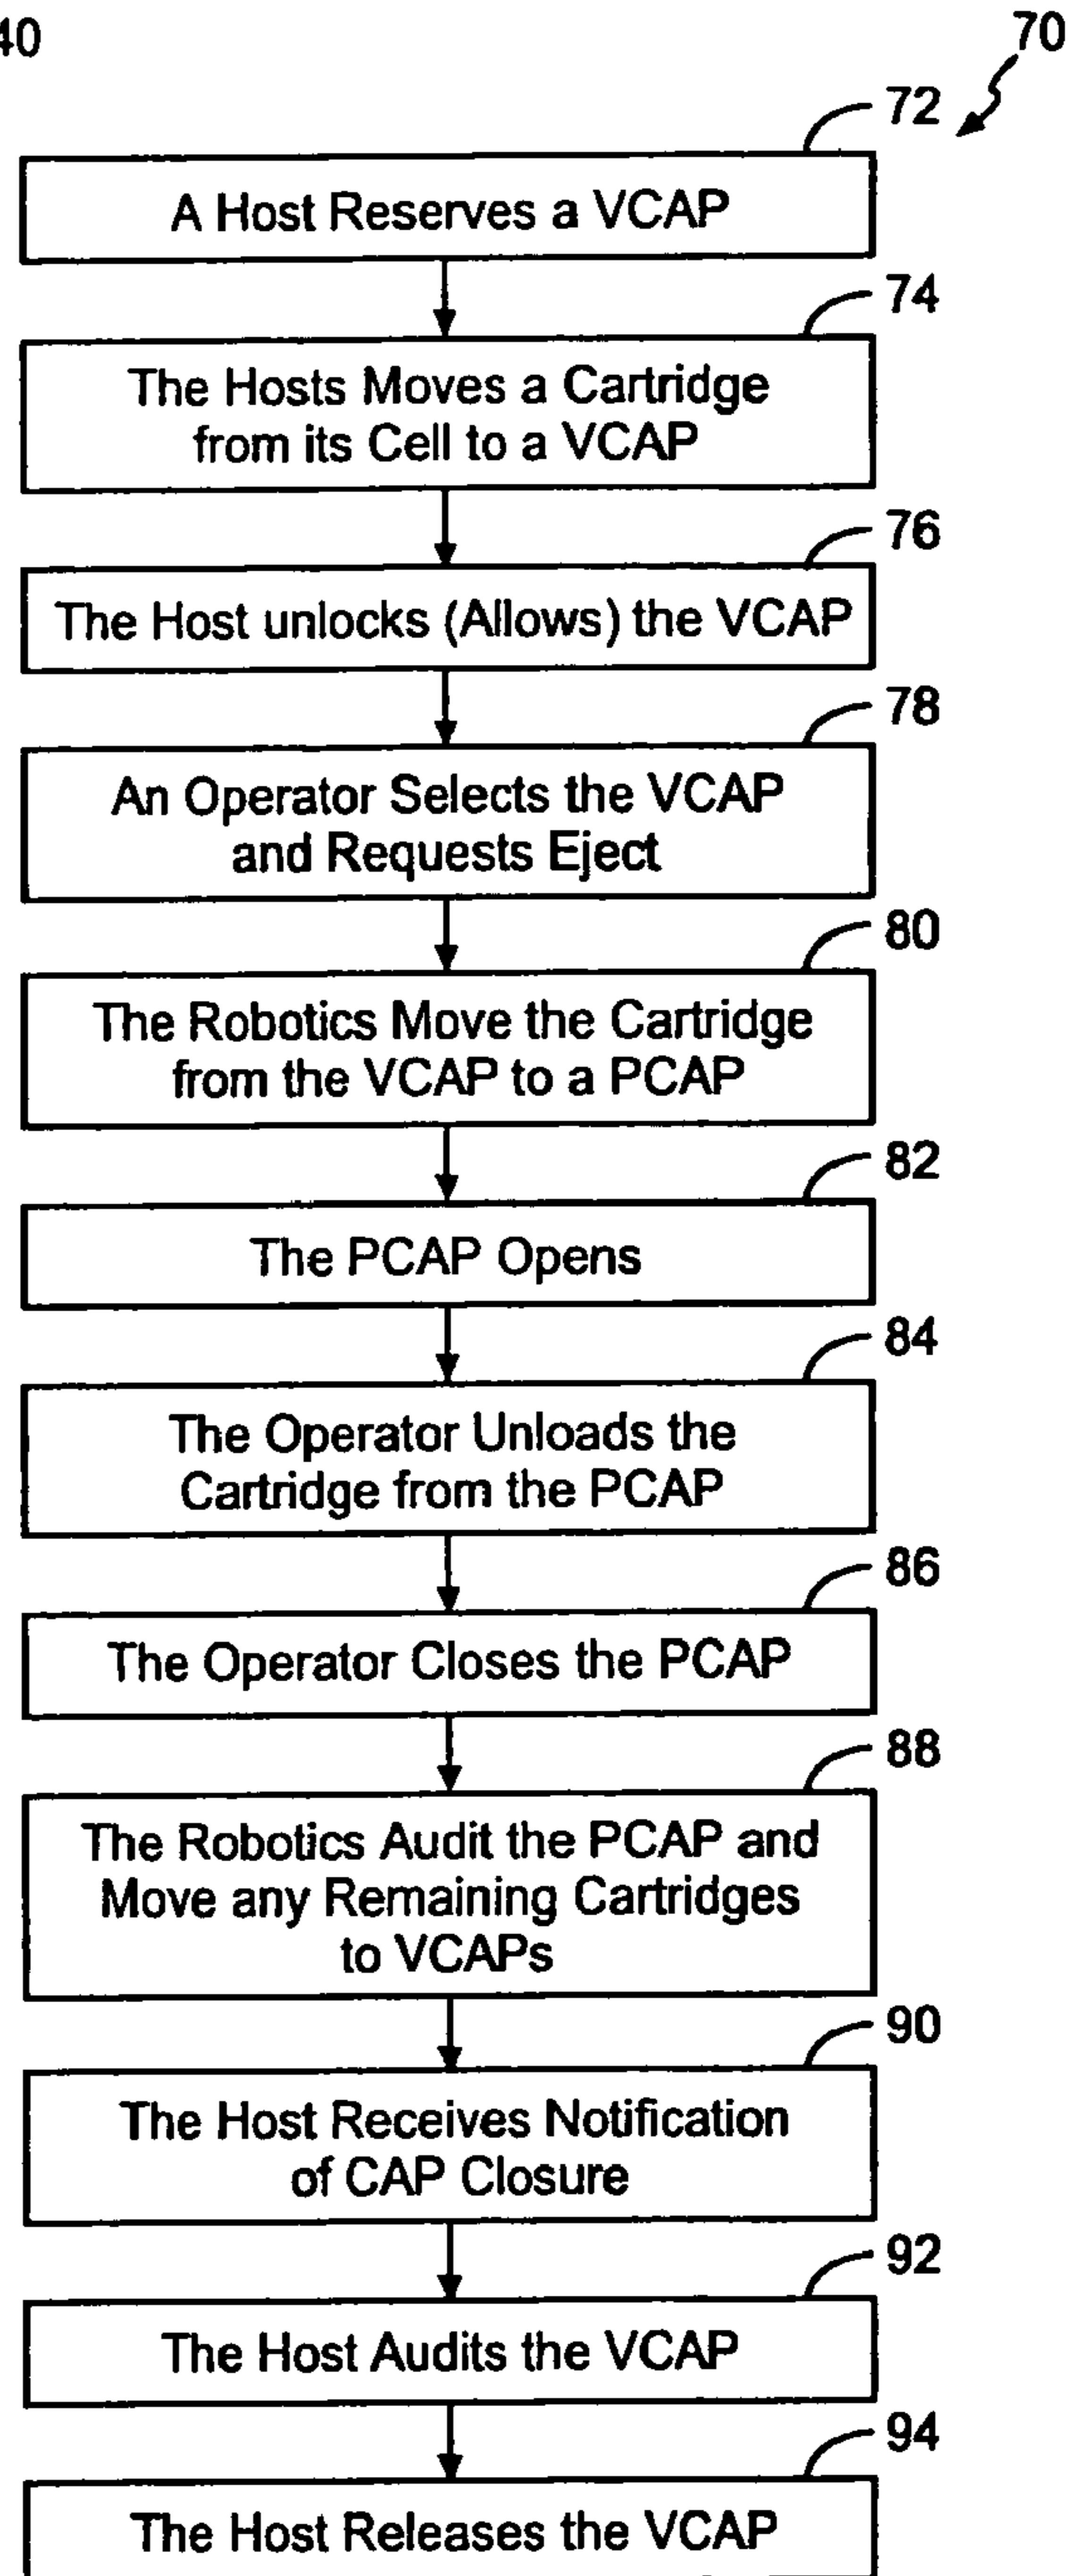 40
70
72
A Host Reserves a VCAP
74
The Hosts Moves a Cartridge
from its Cell to a VCAP
76
The Host unlocks (Allows) the VCAP
78
An Operator Selects the VCAP
and Requests Eject
80
The Robotics Move the Cartridge
from the VCAP to a PCAP
82
The PCAP Opens
84
The Operator Unloads the
Cartridge from the PCAP
86
The Operator Closes the PCAP
88
The Robotics Audit the PCAP and
Move any Remaining Cartridges
to VCAPs
90
The Host Receives Notification
of CAP Closure
92
The Host Audits the VCAP
94
The Host Releases the VCAP